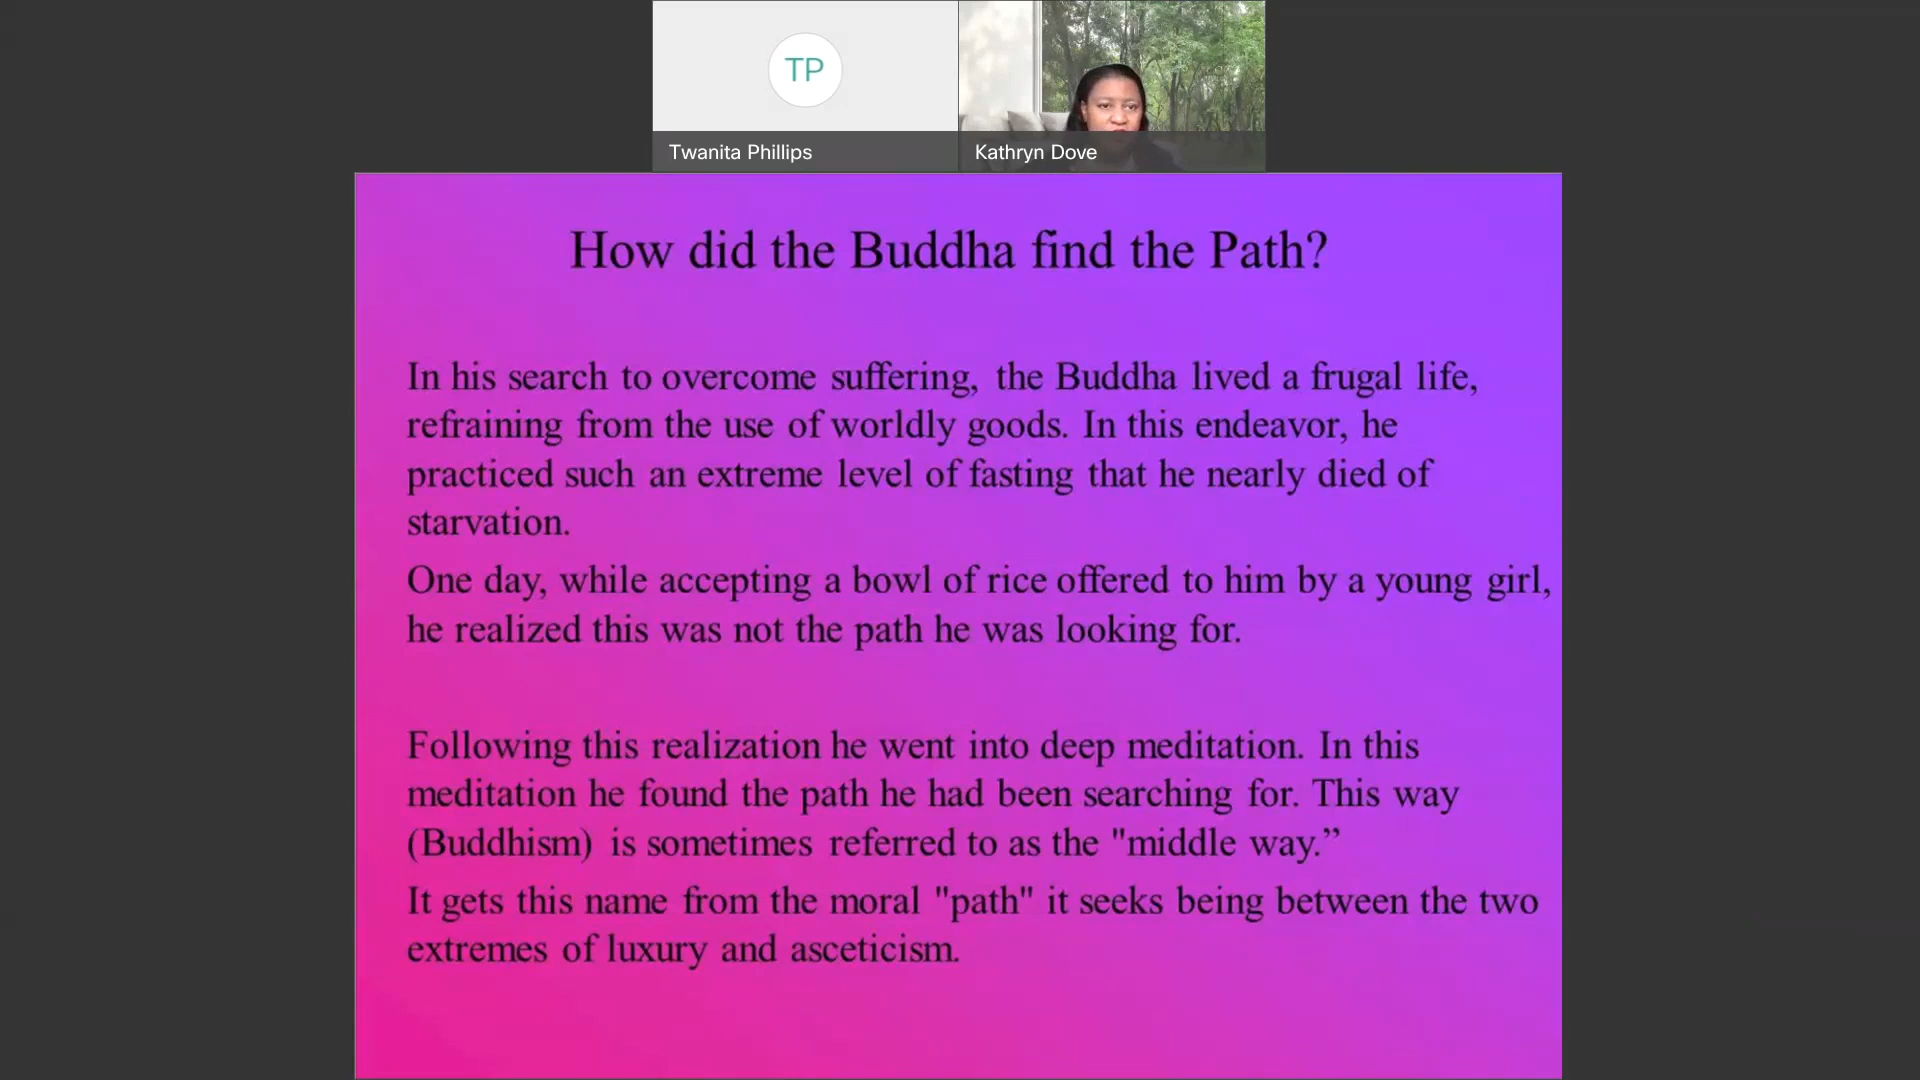 TP
Twanita Phillips
Kathryn Dove
How did the Buddha find the Path?
In his search to overcome suffering, the Buddha lived a frugal life,
refraining from the use of worldly goods. In this endeavor, he
practiced such an extreme level of fasting that he nearly died of
starvation.
One day, while accepting a bowl of rice offered to him by a young girl,
he realized this was not the path he was looking for.
Following this realization he went into deep meditation. In this
meditation he found the path he had been searching for. This way
(Buddhism) is sometimes referred to as the "middle way.”
It gets this name from the moral "path" it seeks being between the two
extremes of luxury and asceticism.